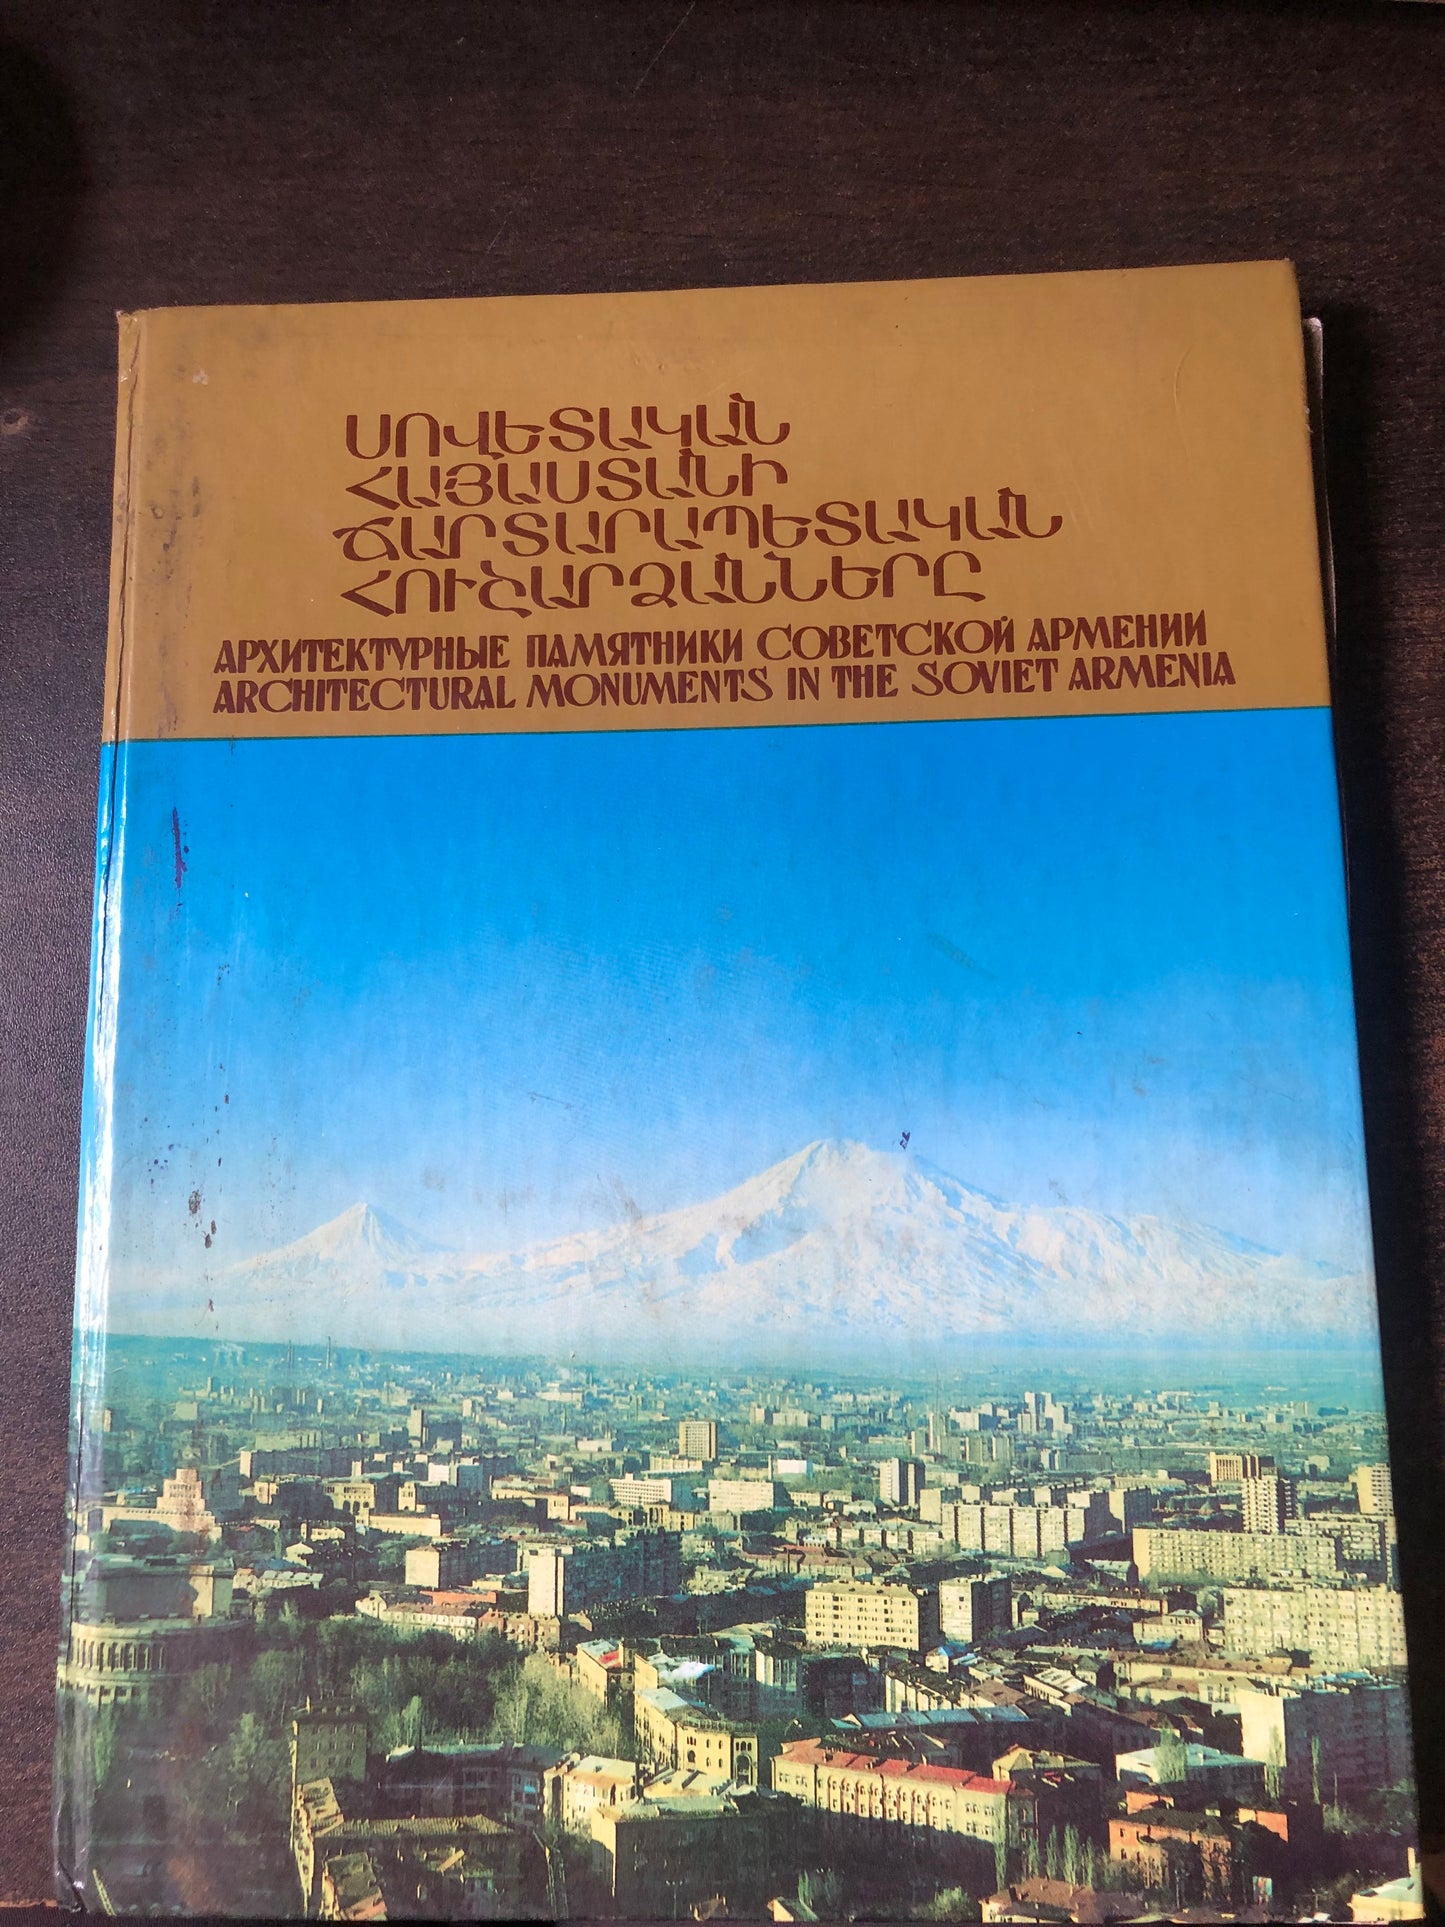 ՍՈՎԵՏԱԿԱՆ
ՀԱՅԱՍՏԱՆԻ
ՃԱՐՏԱՐԱՊԵՏԱԿԱՆ
ՀՈՒՇԱՐՁԱՆՆԵՐԸ
АРХИТЕКТУРНЫЕ ПАМЯТНИКИ СОВЕТСКОЙ АРМЕНИИ
ARCHITECTURAL MONUMENTS IN THE SOVIET ARMENIA